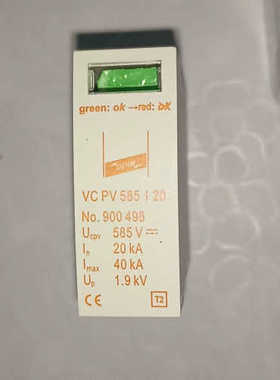 green: ok → red: ok
VC PV 585 1 20
No. 900 496
Ucpv 585 V ⎓
In 20 kA
Imax 40 kA
Up 1.9 kV
CE T2